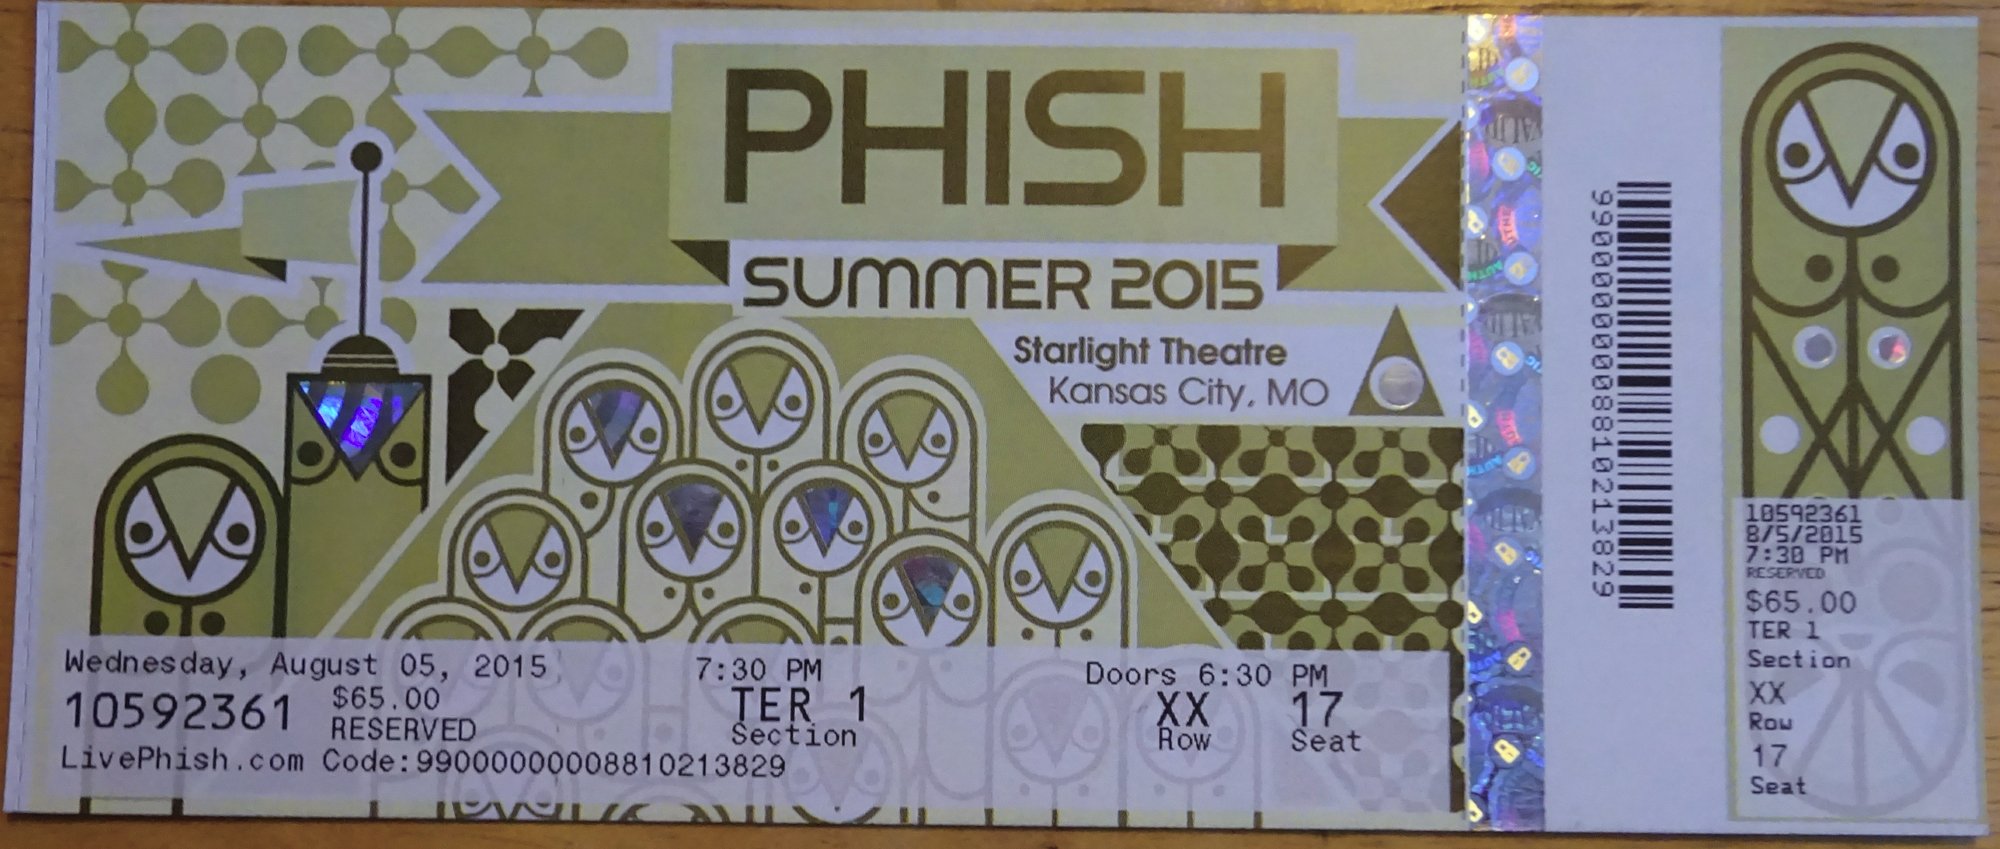 PHISH
SUMMER 2015
Starlight Theatre
Kansas City, MO
Wednesday, August 05, 2015 7:30 PM Doors 6:30 PM
10592361 $65.00 TER 1 XX 17
RESERVED Section Row Seat
LivePhish.com Code:99000000008810213829
99000000008810213829
10592361
8/5/2015
7:30 PM
RESERVED
$65.00
TER 1
Section
XX
Row
17
Seat